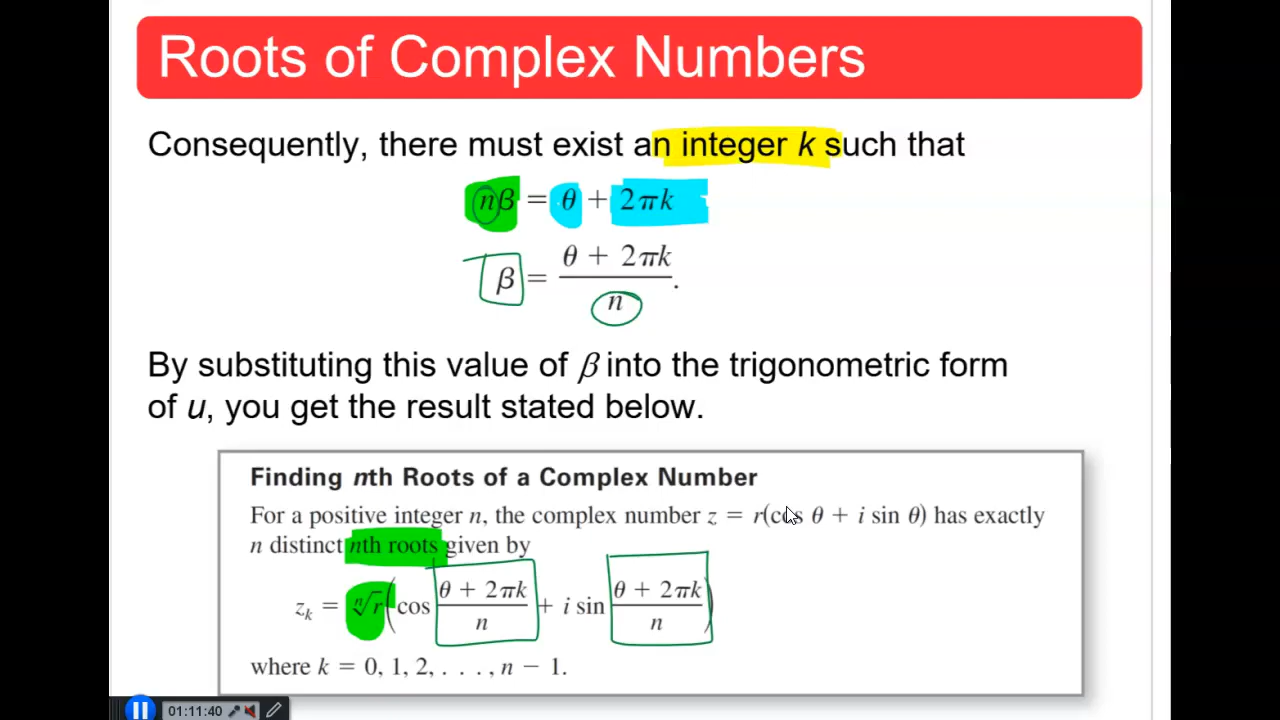 Roots of Complex Numbers
Consequently, there must exist an integer k such that
nβ = θ + 2πk
β = θ + 2πk / n.
By substituting this value of β into the trigonometric form
of u, you get the result stated below.
Finding nth Roots of a Complex Number
For a positive integer n, the complex number z = r(cos θ + i sin θ) has exactly
n distinct nth roots given by
zₖ = ⁿ√r(cos θ + 2πk / n + i sin θ + 2πk / n)
where k = 0, 1, 2, . . . , n − 1.
01:11:40